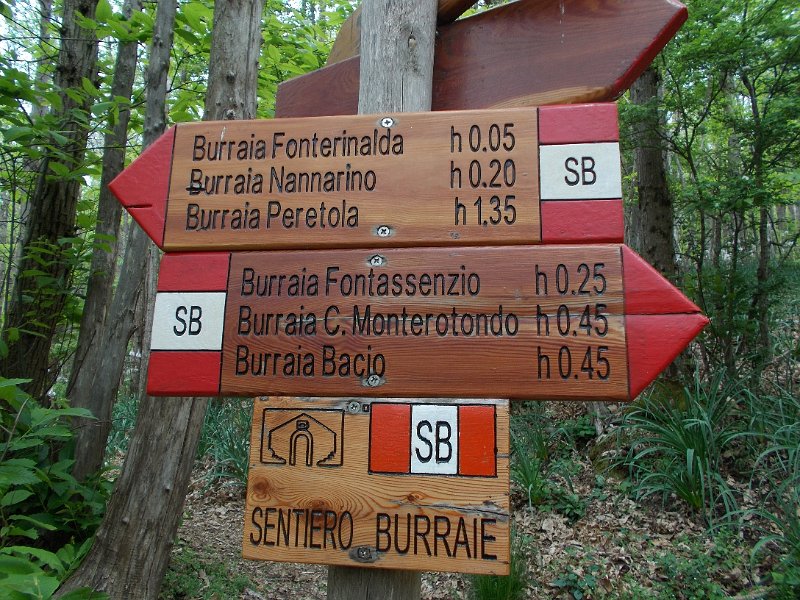 Burraia Fonterinalda h 0.05
Burraia Nannarino h 0.20
Burraia Peretola h 1.35
SB
SB
Burraia Fontassenzio h 0.25
Burraia C. Monterotondo h 0.45
Burraia Bacio h 0.45
SB
SENTIERO BURRAIE